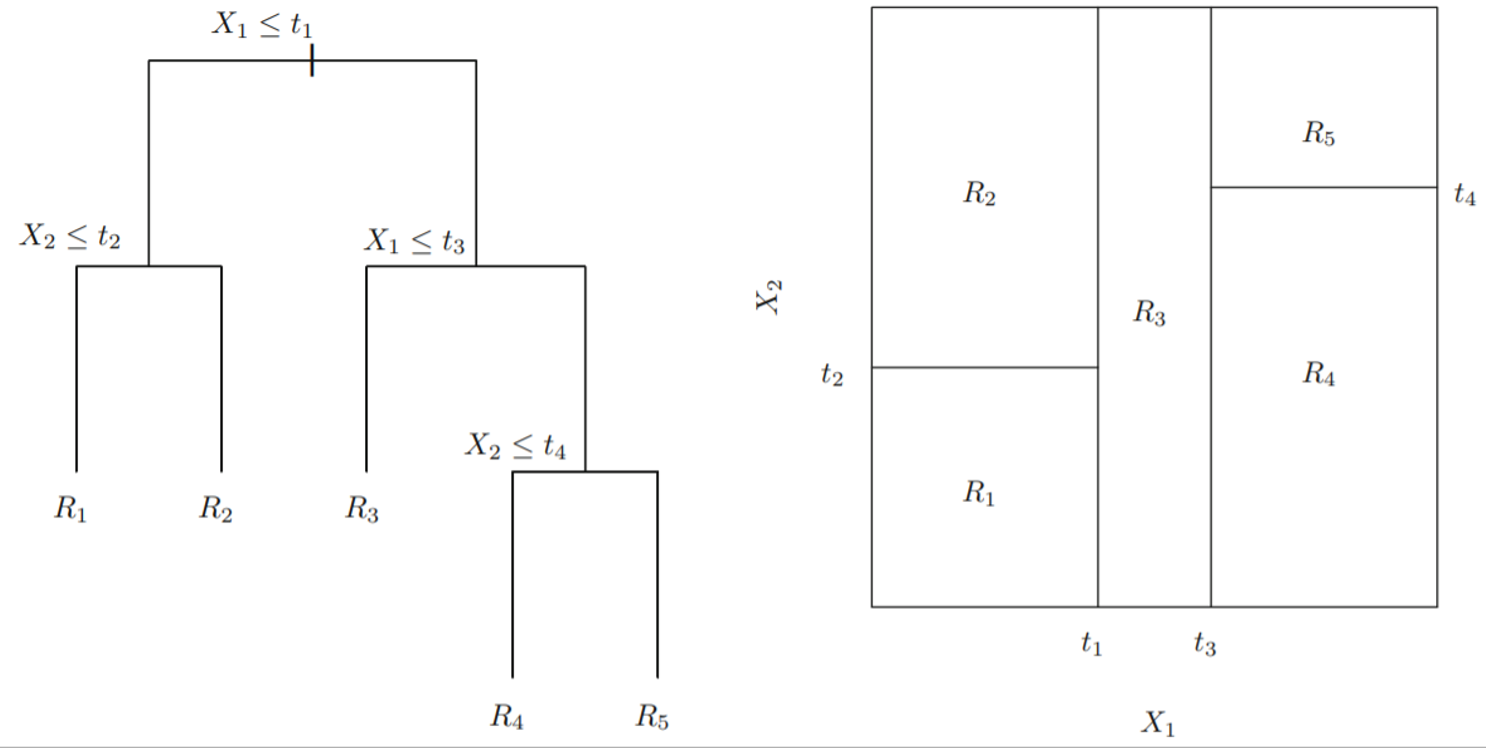 X₁ ≤ t₁
X₂ ≤ t₂
X₁ ≤ t₃
X₂ ≤ t₄
R₁
R₂
R₃
R₄
R₅
R₅
R₂
t₄
X₂
R₃
t₂
R₄
R₁
t₁
t₃
X₁